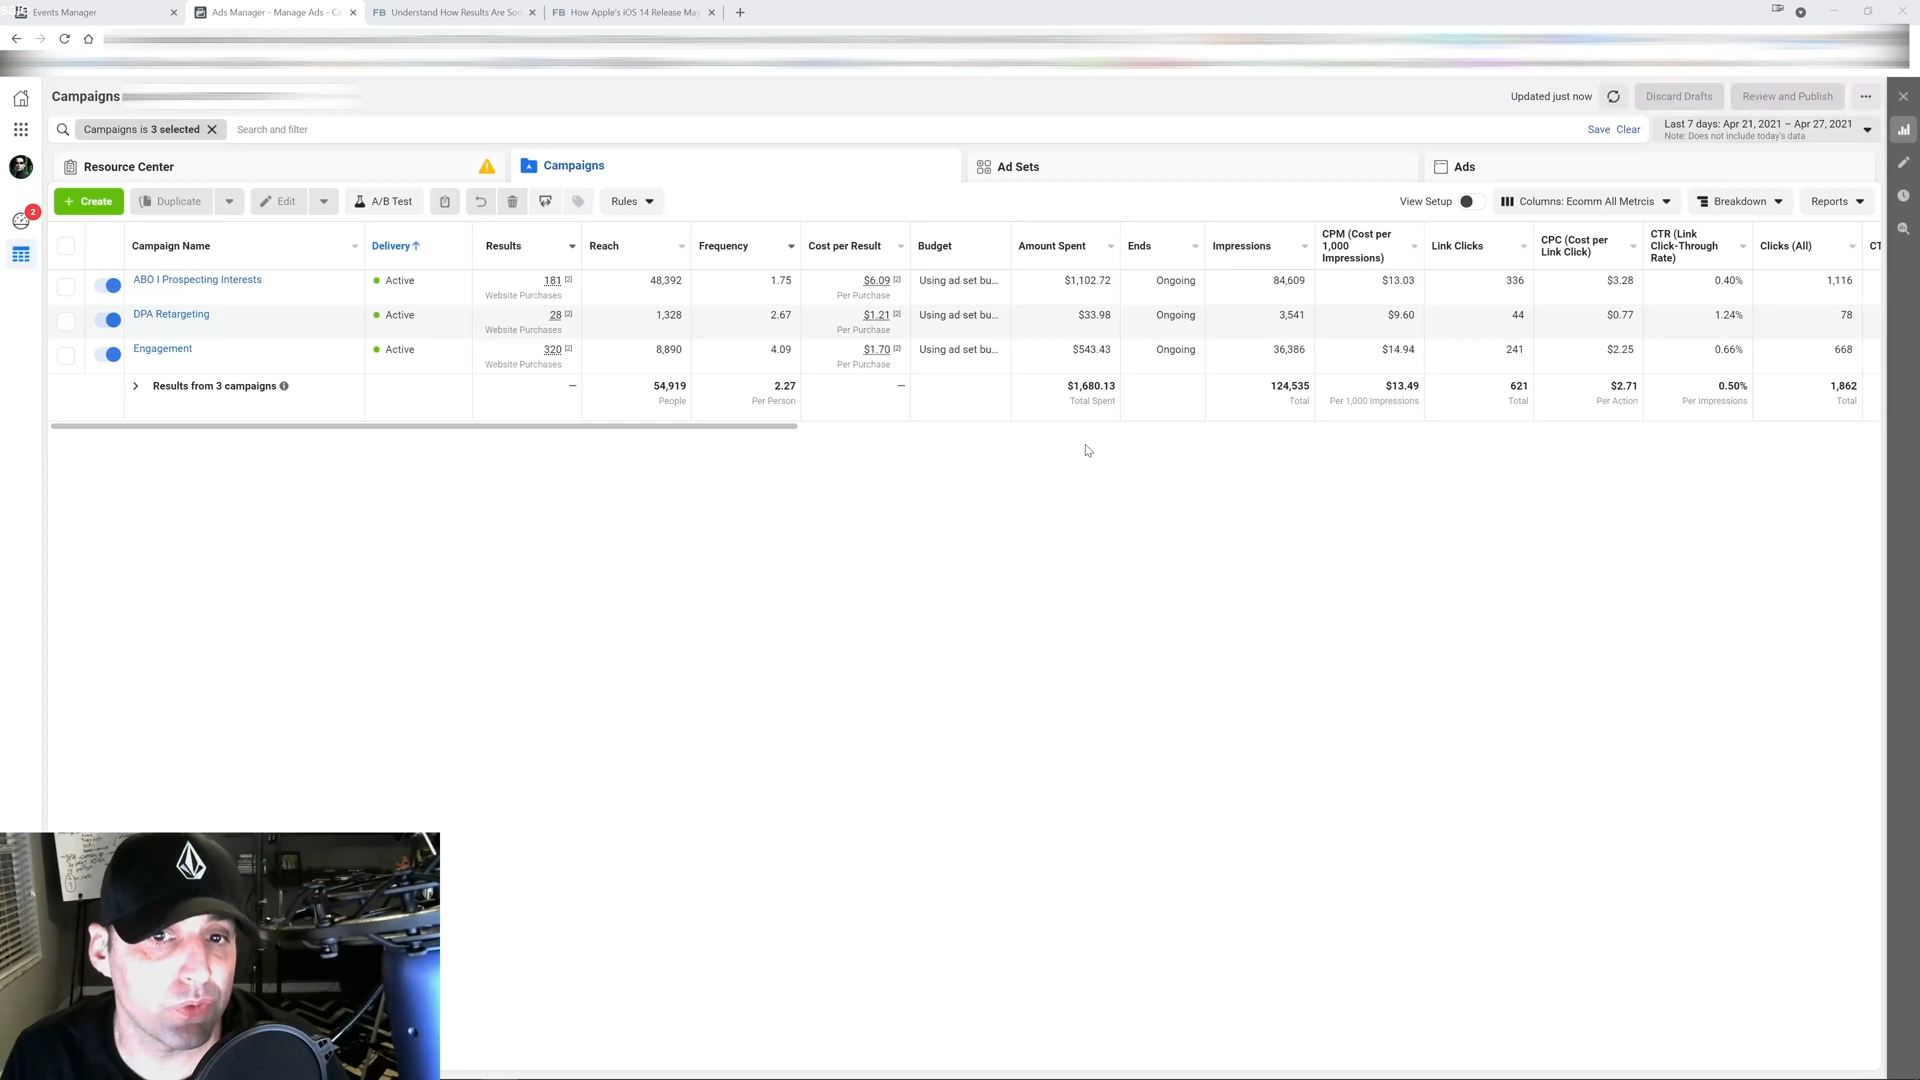 Events Manager
Ads Manager - Manage Ads - Ca
FB Understand How Results Are Son
FB How Apple's iOS 14 Release May
Campaigns
Updated just now
Discard Drafts
Review and Publish
Campaigns is 3 selected
Search and filter
Save Clear
Last 7 days: Apr 21, 2021 – Apr 27, 2021
Note: Does not include today's data
Resource Center
Campaigns
Ad Sets
Ads
2
+ Create
Duplicate
Edit
A/B Test
Rules
View Setup
Columns: Ecomm All Metrcis
Breakdown
Reports
Campaign Name
Delivery↑
Results
Reach
Frequency
Cost per Result
Budget
Amount Spent
Ends
Impressions
CPM (Cost per 1,000 Impressions)
Link Clicks
CPC (Cost per Link Click)
CTR (Link Click-Through Rate)
Clicks (All)
CT
ABO I Prospecting Interests Active 181 [2] 48,392 1.75 $6.09 [2] Using ad set bu... $1,102.72 Ongoing 84,609 $13.03 336 $3.28 0.40% 1,116
Website Purchases Per Purchase
DPA Retargeting Active 28 [2] 1,328 2.67 $1.21 [2] Using ad set bu... $33.98 Ongoing 3,541 $9.60 44 $0.77 1.24% 78
Website Purchases Per Purchase
Engagement Active 320 [2] 8,890 4.09 $1.70 [2] Using ad set bu... $543.43 Ongoing 36,386 $14.94 241 $2.25 0.66% 668
Website Purchases Per Purchase
Results from 3 campaigns — 54,919 2.27 — $1,680.13 124,535 $13.49 621 $2.71 0.50% 1,862
People Per Person Total Spent Total Per 1,000 Impressions Total Per Action Per Impressions Total